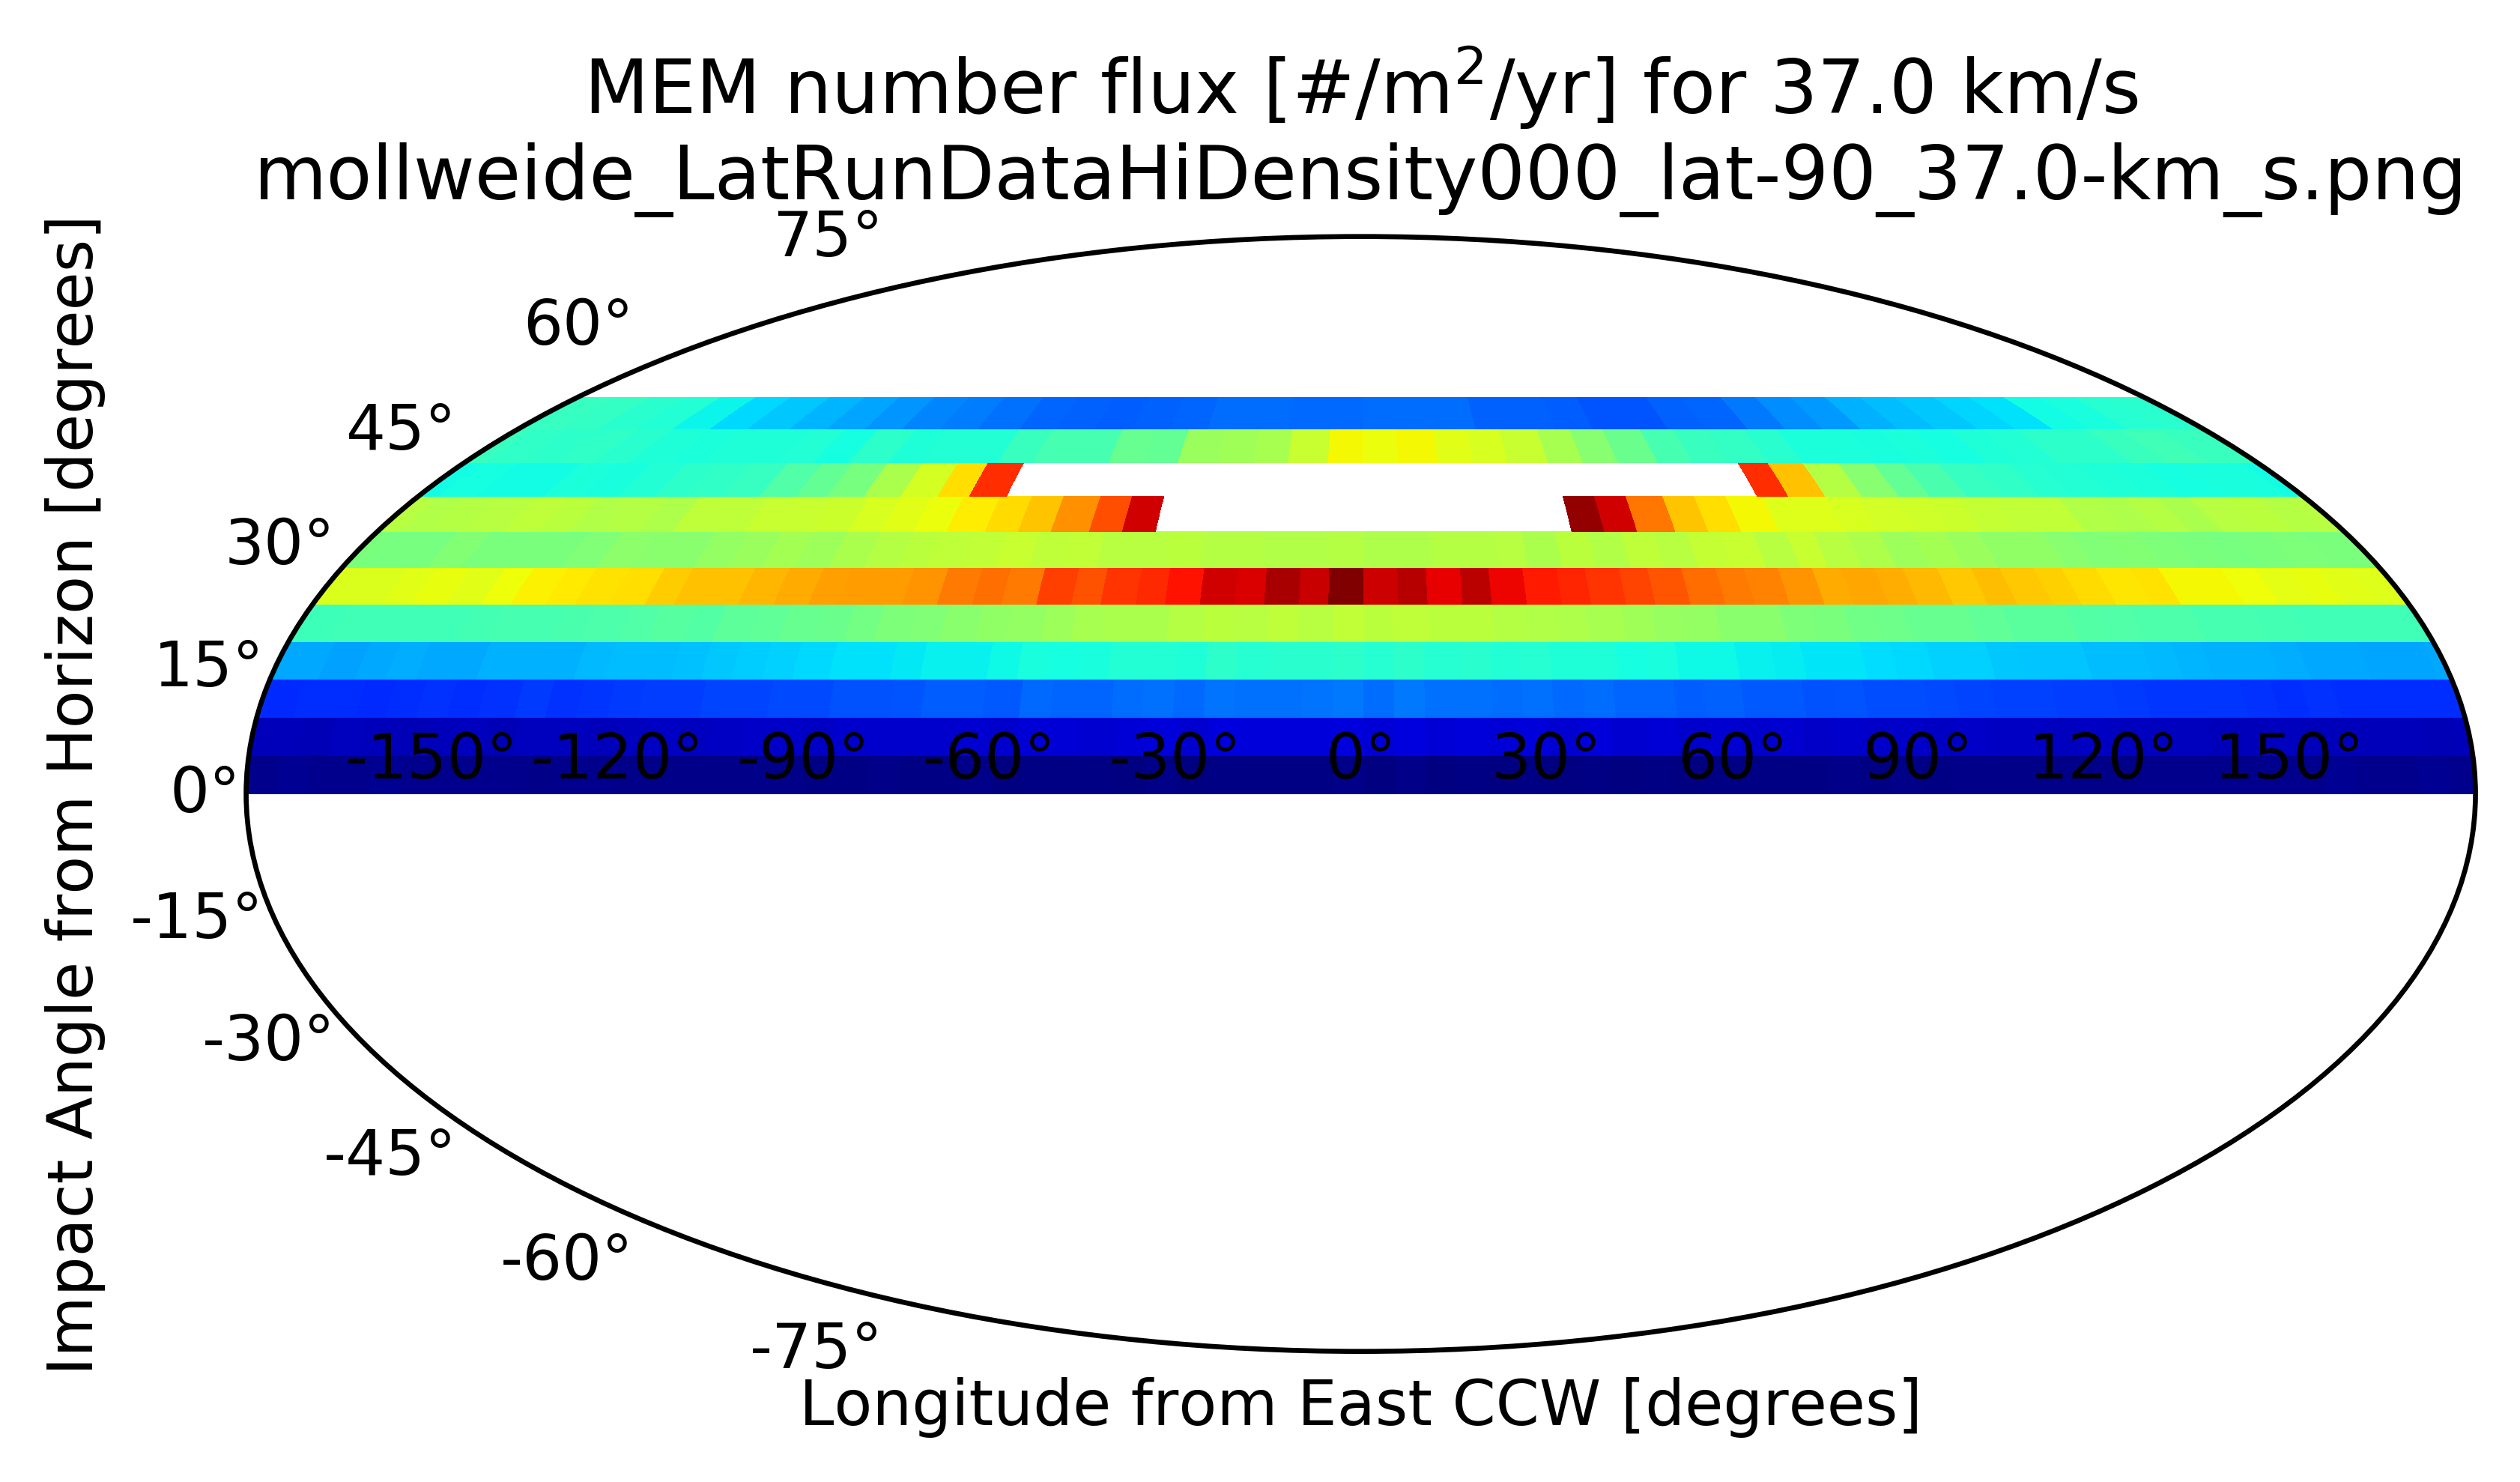 MEM number flux [#/m²/yr] for 37.0 km/s
mollweide_LatRunDataHiDensity000_lat-90_37.0-km_s.png
Impact Angle from Horizon [degrees]
75°
60°
45°
30°
15°
0°
-15°
-30°
-45°
-60°
-75°
-150° -120° -90° -60° -30° 0° 30° 60° 90° 120° 150°
Longitude from East CCW [degrees]